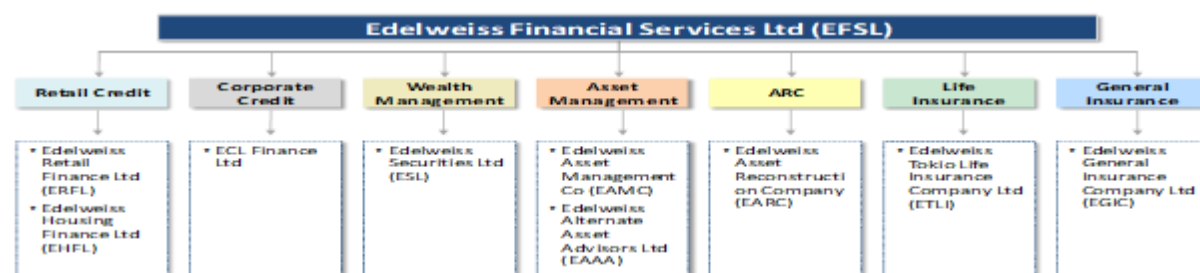 Edelweiss Financial Services Ltd (EFSL)
Retail Credit
Corporate
Credit
Wealth
Management
Asset
Management
ARC
Life
Insurance
General
Insurance
* Edelweiss
Retail
Finance Ltd
(ERFL)
* Edelweiss
Housing
Finance Ltd
(EHFL)
* ECL Finance
Ltd
* Edelweiss
Securities Ltd
(ESL)
* Edelweiss
Asset
Management
Co (EAMC)
* Edelweiss
Alternate
Asset
Advisors Ltd
(EAAA)
* Edelweiss
Asset
Reconstructi
on Company
(EARC)
* Edelweiss
Tokio Life
Insurance
Company Ltd
(ETLI)
* Edelweiss
General
Insurance
Company Ltd
(EGIC)